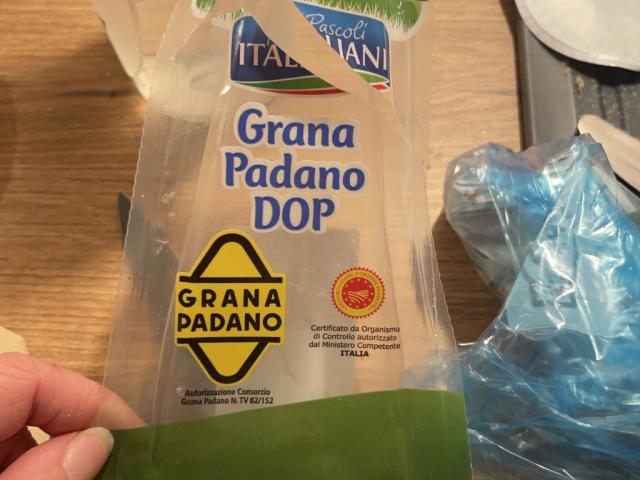 Pascoli
ITALIANI
Grana
Padano
DOP
GRANA
PADANO
Certificato da Organismo
di Controllo autorizzato
dal Ministero Competente
ITALIA
Autorizzazione Consorzio
Grana Padano N. TV 82/152